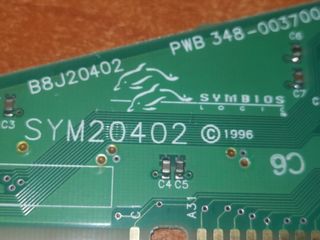 PWB 348-003700
B8J20402
C6
SYMBIOS
LOGIC
C7
C3
SYM20402 © 1996
C6
C4 C5
C
A31